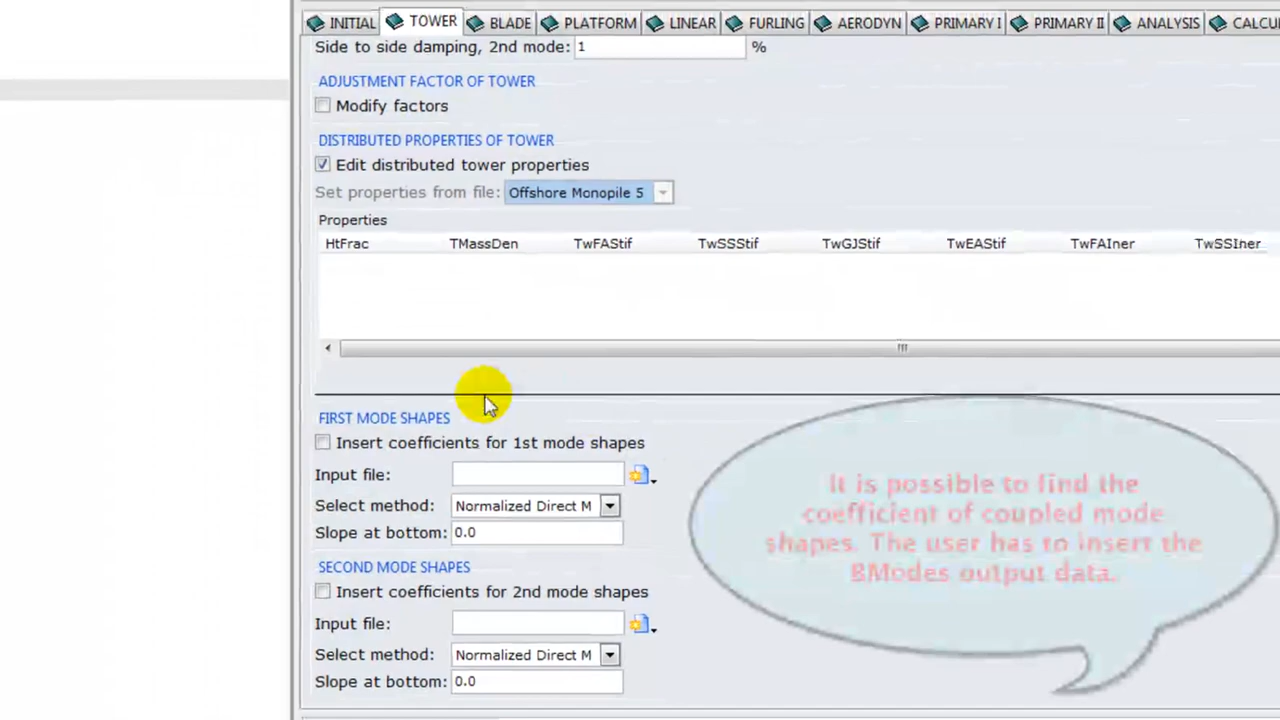 INITIAL TOWER BLADE PLATFORM LINEAR FURLING AERODYN PRIMARY I PRIMARY II ANALYSIS CALCU
Side to side damping, 2nd mode: 1 %
ADJUSTMENT FACTOR OF TOWER
Modify factors
DISTRIBUTED PROPERTIES OF TOWER
Edit distributed tower properties
Set properties from file: Offshore Monopile 5
Properties
HtFrac TMassDen TwFAStif TwSSStif TwGJStif TwEAStif TwFAIner TwSSIner
FIRST MODE SHAPES
Insert coefficients for 1st mode shapes
Input file:
Select method: Normalized Direct M
Slope at bottom: 0.0
SECOND MODE SHAPES
Insert coefficients for 2nd mode shapes
Input file:
Select method: Normalized Direct M
Slope at bottom: 0.0
It is possible to find the
coefficient of coupled mode
shapes. The user has to insert the
BModes output data.